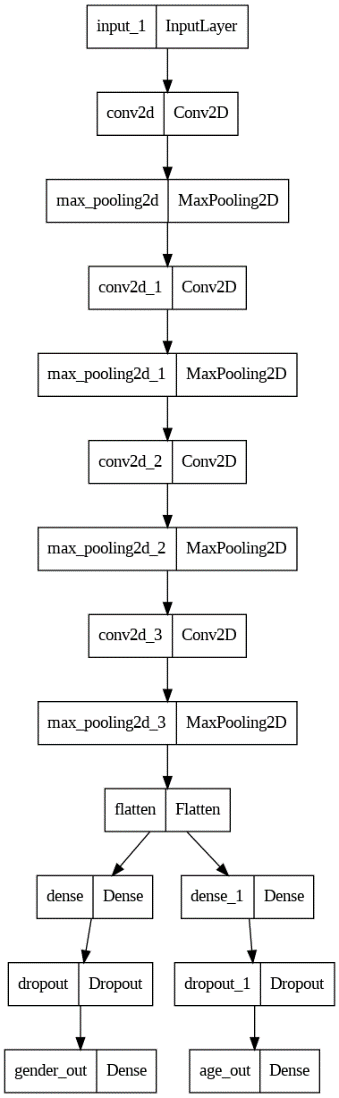 input_1 InputLayer
conv2d Conv2D
max_pooling2d MaxPooling2D
conv2d_1 Conv2D
max_pooling2d_1 MaxPooling2D
conv2d_2 Conv2D
max_pooling2d_2 MaxPooling2D
conv2d_3 Conv2D
max_pooling2d_3 MaxPooling2D
flatten Flatten
dense Dense dense_1 Dense
dropout Dropout dropout_1 Dropout
gender_out Dense age_out Dense